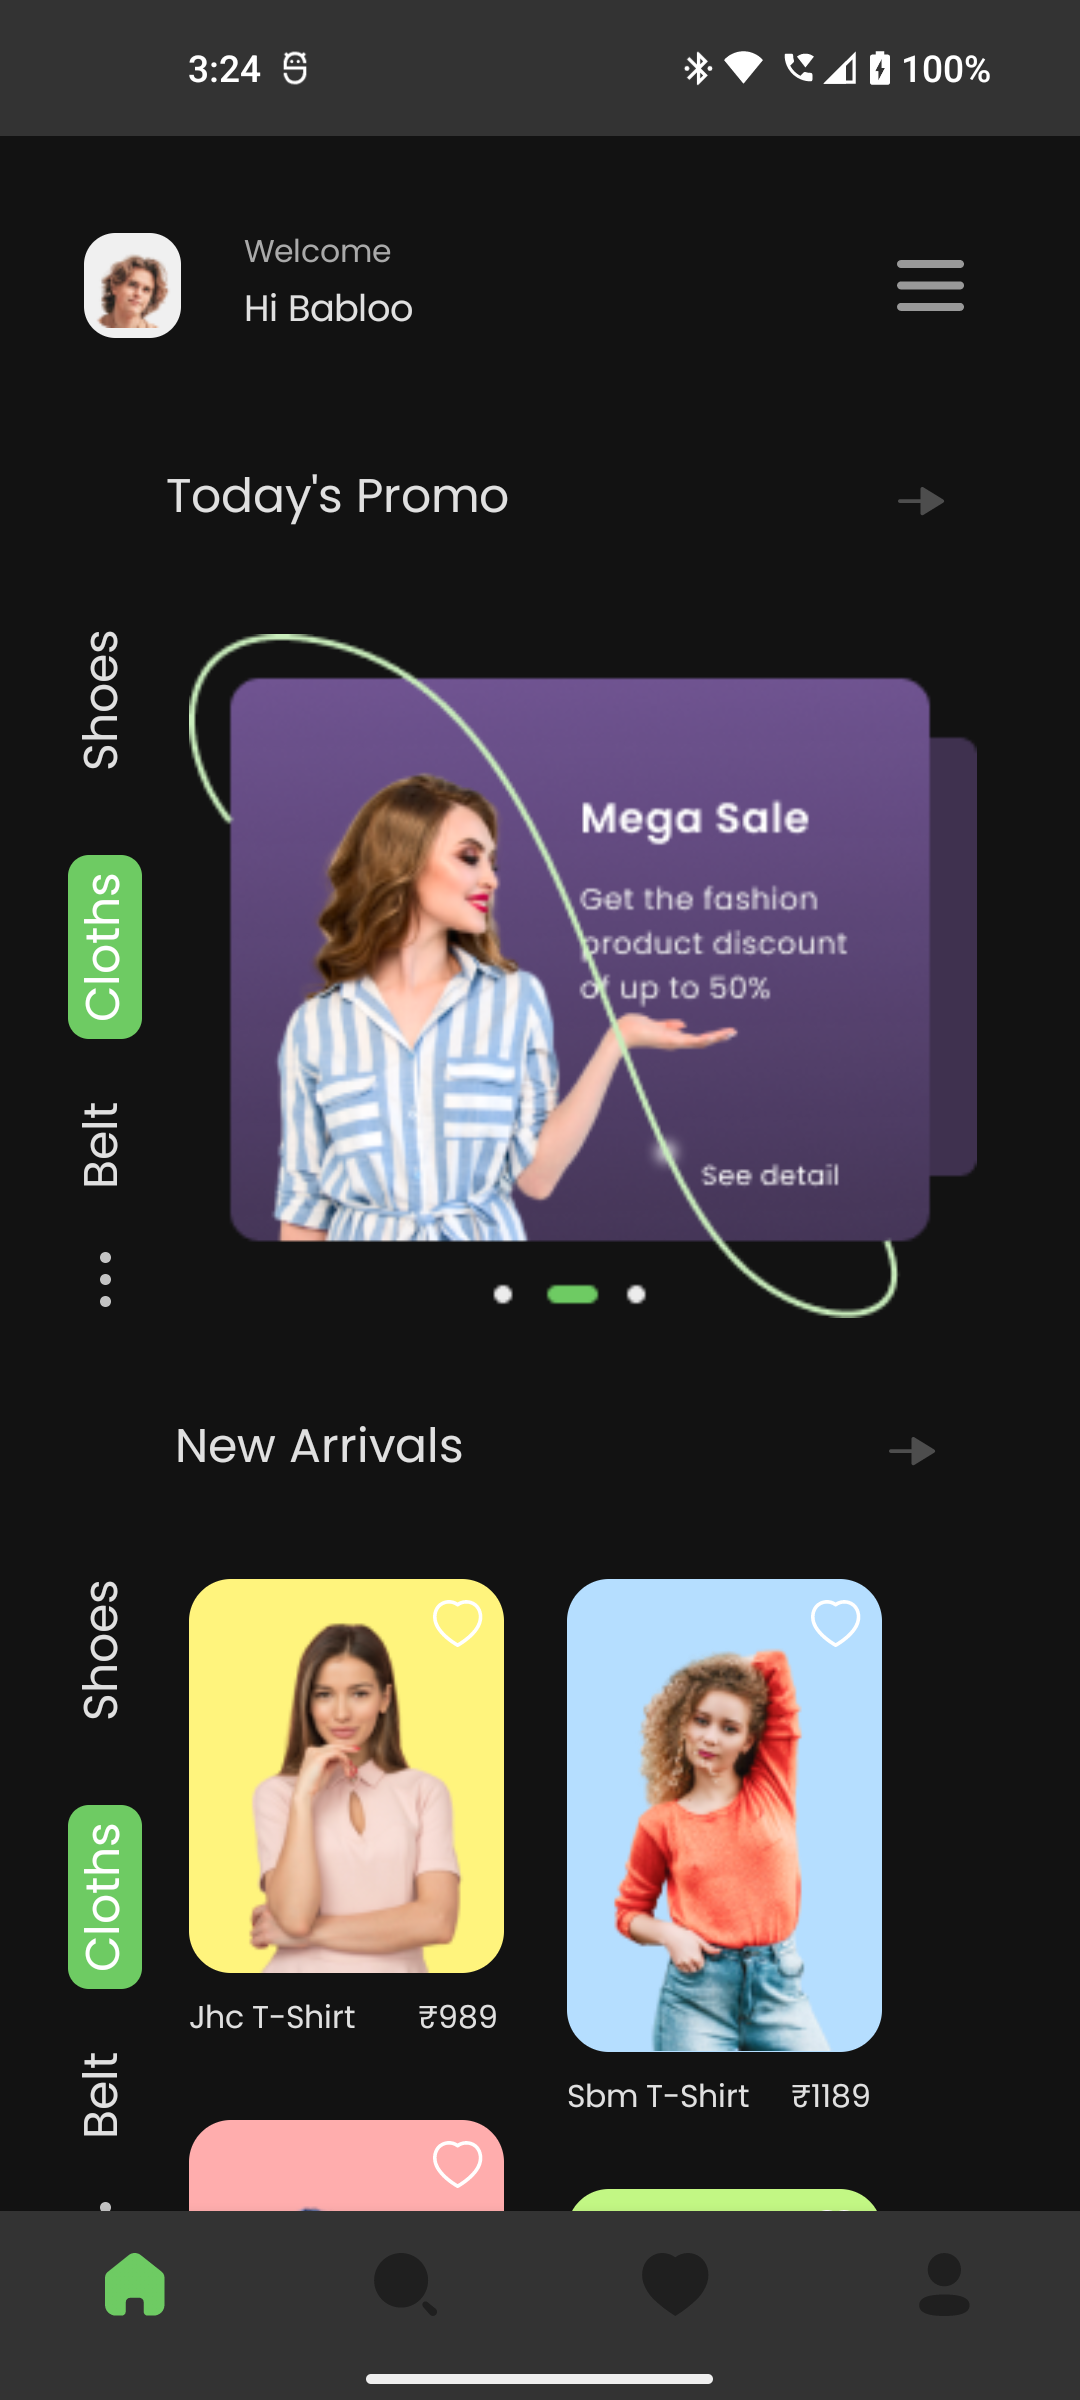 3:24
100%
Welcome
Hi Babloo
Today's Promo
Shoes
Cloths
Belt
Mega Sale
Get the fashion
product discount
of up to 50%
See detail
New Arrivals
Shoes
Cloths
Belt
Jhc T-Shirt ₹989
Sbm T-Shirt ₹1189